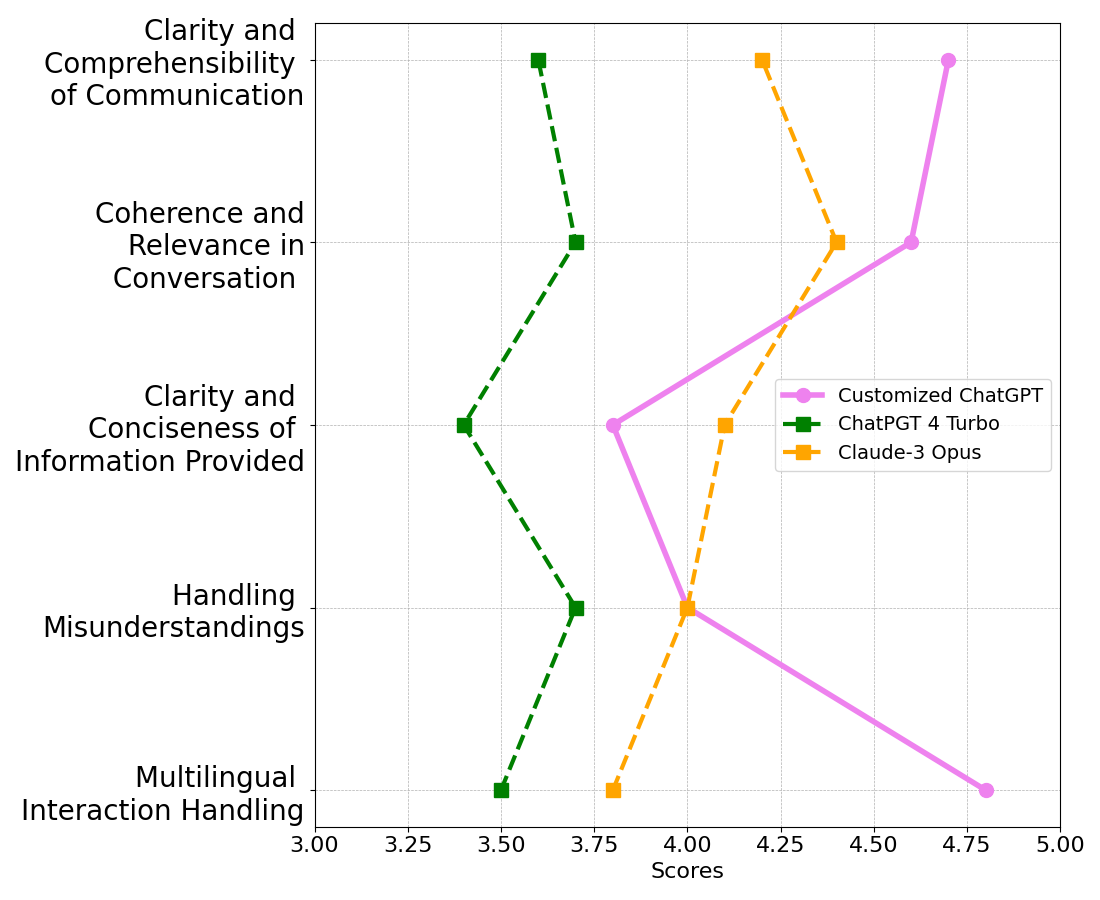 Clarity and
Comprehensibility
of Communication
Coherence and
Relevance in
Conversation
Clarity and
Conciseness of
Information Provided
Handling
Misunderstandings
Multilingual
Interaction Handling
Customized ChatGPT
ChatPGT 4 Turbo
Claude-3 Opus
3.00 3.25 3.50 3.75 4.00 4.25 4.50 4.75 5.00
Scores